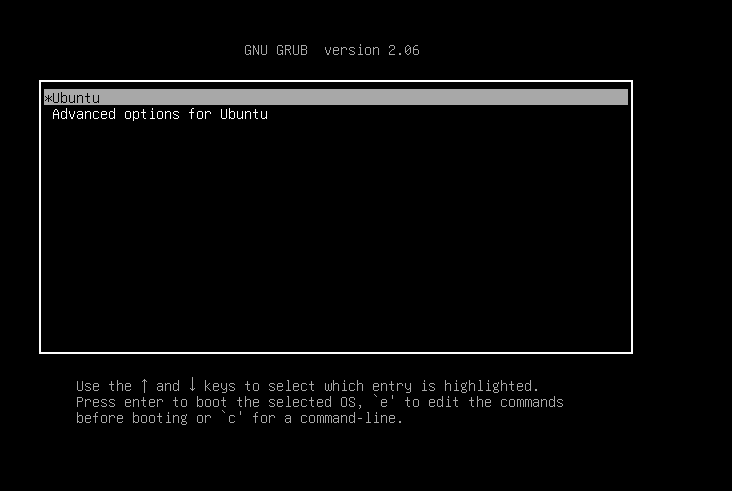 GNU GRUB  version 2.06
*Ubuntu
Advanced options for Ubuntu
Use the ↑ and ↓ keys to select which entry is highlighted.
Press enter to boot the selected OS, `e' to edit the commands
before booting or `c' for a command-line.